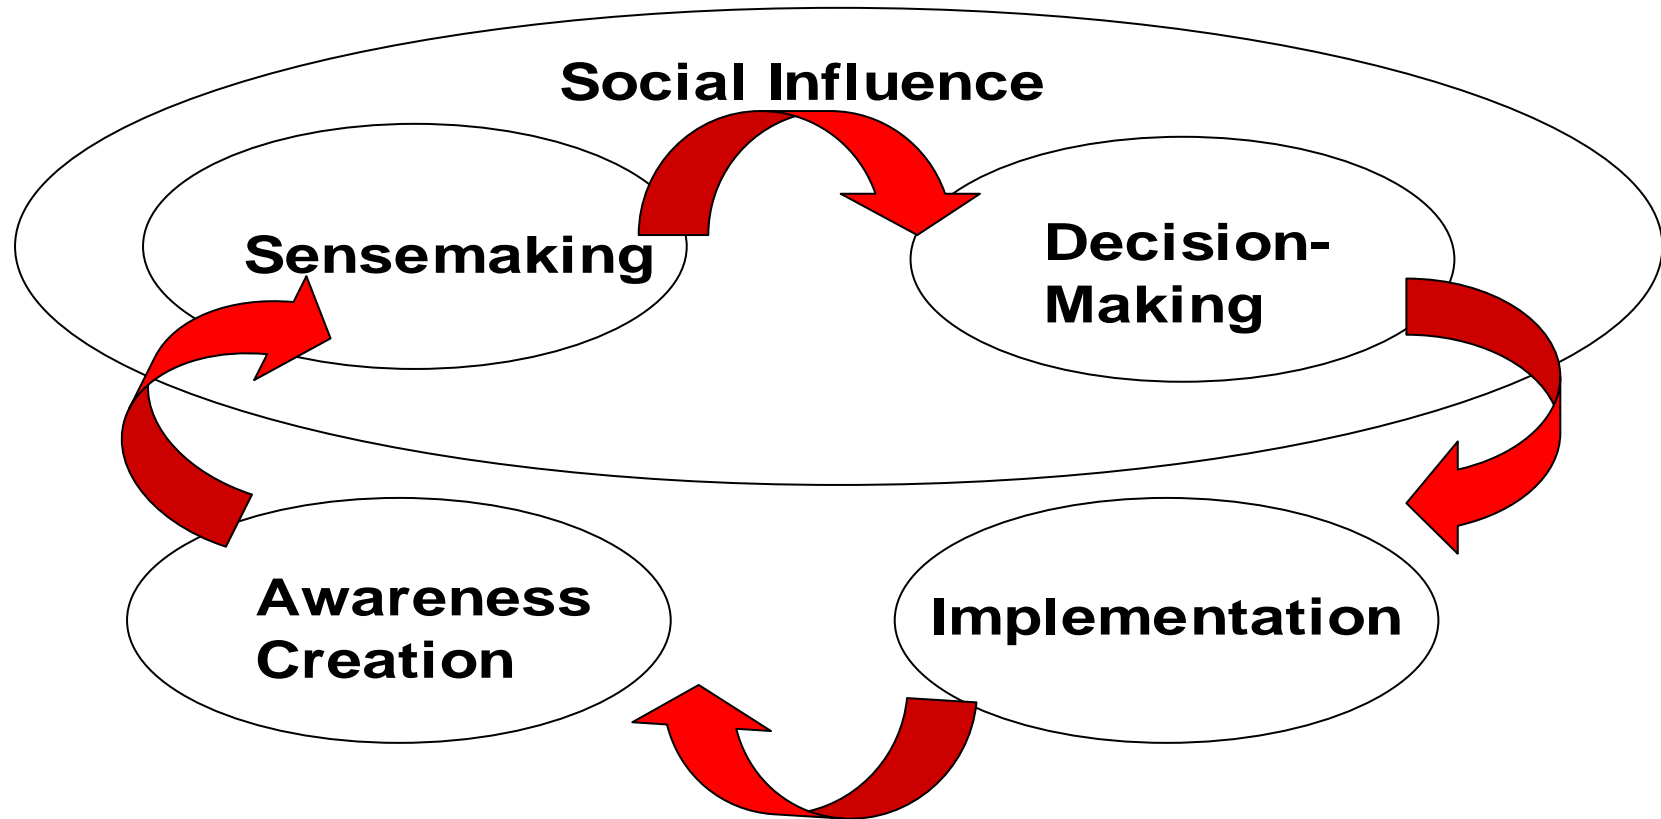 Social Influence
Sensemaking
Decision-
Making
Awareness
Creation
Implementation